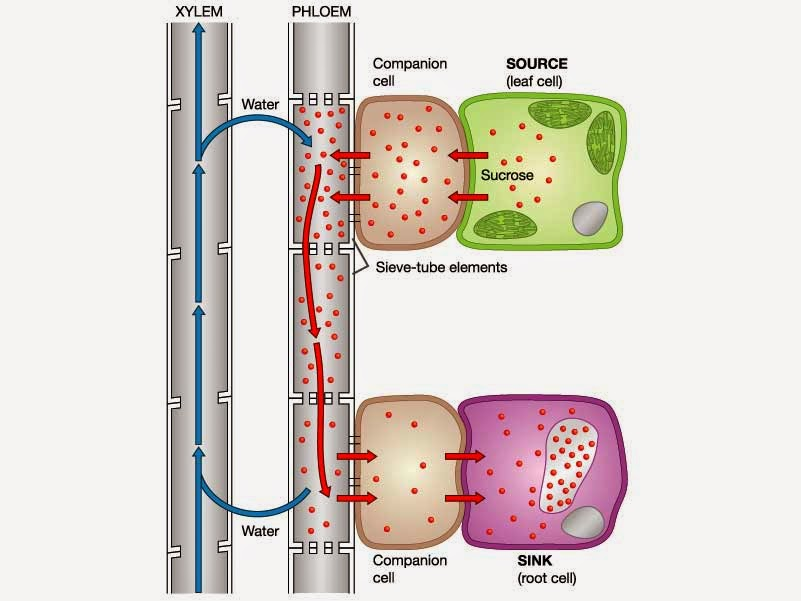 XYLEM
PHLOEM
Companion
cell
SOURCE
(leaf cell)
Water
Sucrose
Sieve-tube elements
Water
Companion
cell
SINK
(root cell)